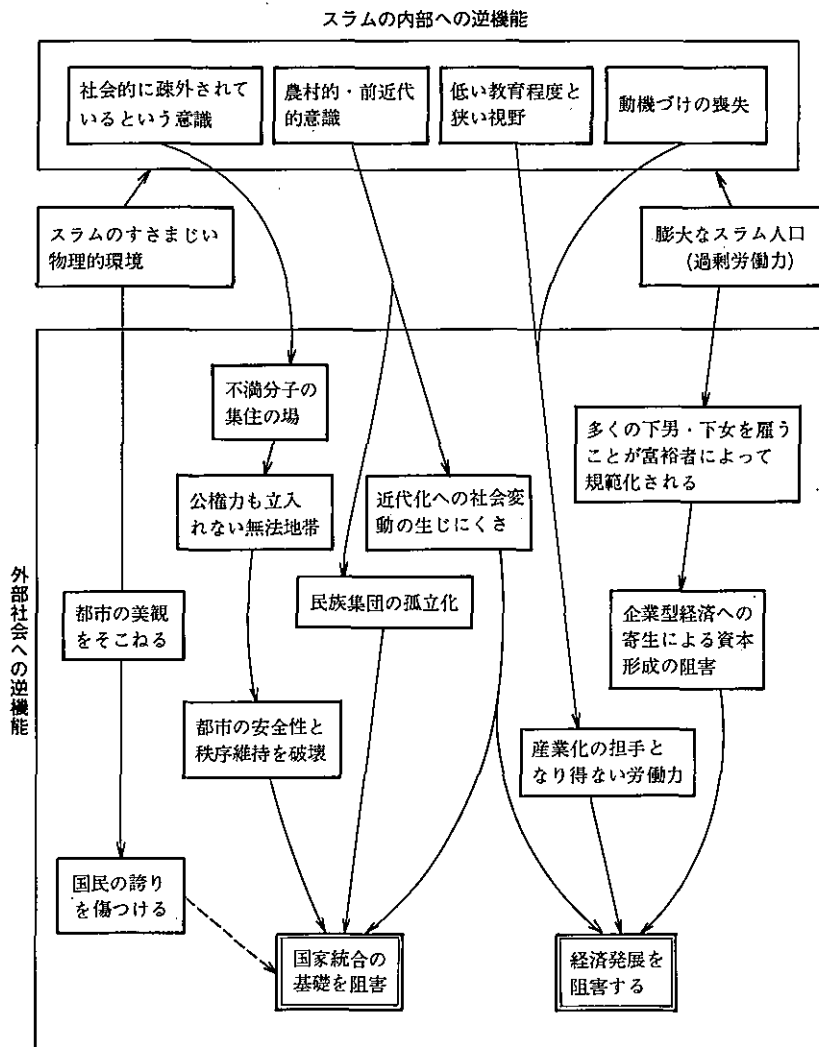 スラムの内部への逆機能
社会的に疎外されて
いるという意識
農村的・前近代
的意識
低い教育程度と
狭い視野
動機づけの喪失
スラムのすさまじい
物理的環境
膨大なスラム人口
(過剰労働力)
外部社会への逆機能
不満分子の
集住の場
多くの下男・下女を雇う
ことが富裕者によって
規範化される
公権力も立入
れない無法地帯
近代化への社会変
動の生じにくさ
都市の美観
をそこねる
民族集団の孤立化
企業型経済への
寄生による資本
形成の阻害
都市の安全性と
秩序維持を破壊
産業化の担手と
なり得ない労働力
国民の誇り
を傷つける
国家統合の
基礎を阻害
経済発展を
阻害する